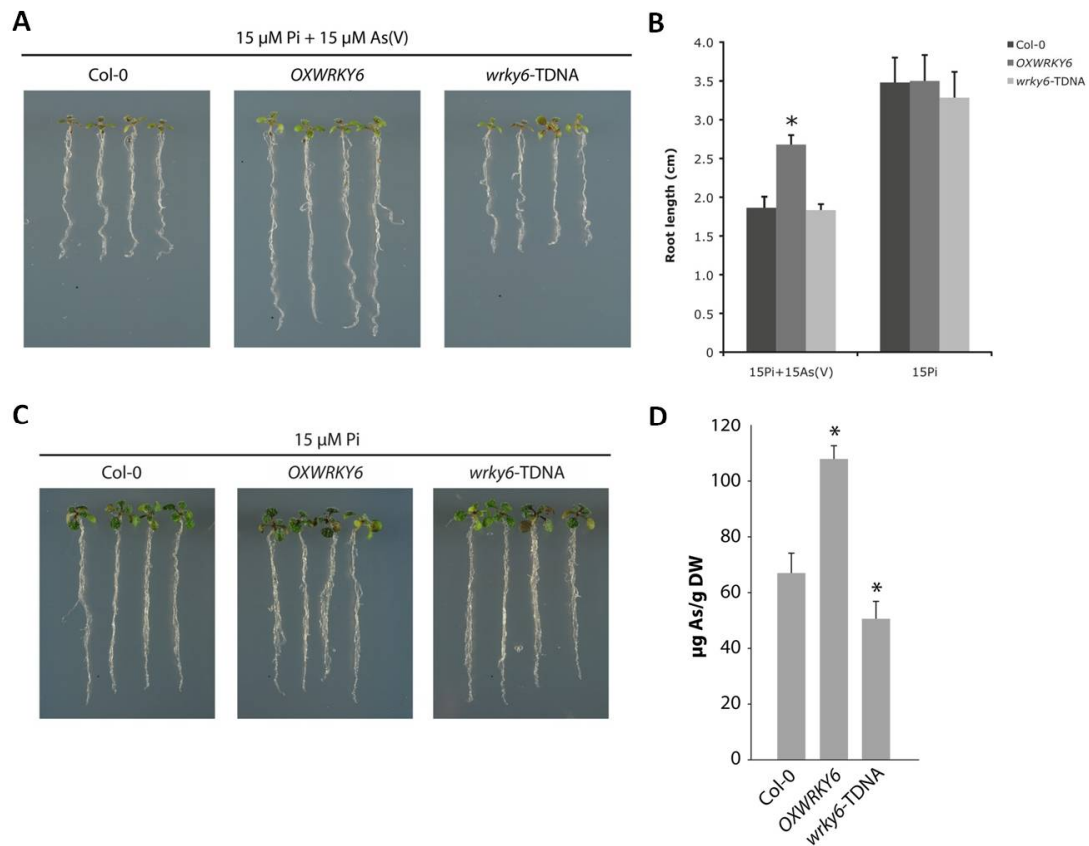 A
15 µM Pi + 15 µM As(V)
Col-0
OXWRKY6
wrky6-TDNA
B
4.0
3.5
3.0
2.5
2.0
1.5
1.0
0.5
0
Root length (cm)
*
15Pi+15As(V)
15Pi
Col-0
OXWRKY6
wrky6-TDNA
C
15 µM Pi
Col-0
OXWRKY6
wrky6-TDNA
D
120
100
80
60
40
20
0
µg As/g DW
*
*
Col-0
OXWRKY6
wrky6-TDNA